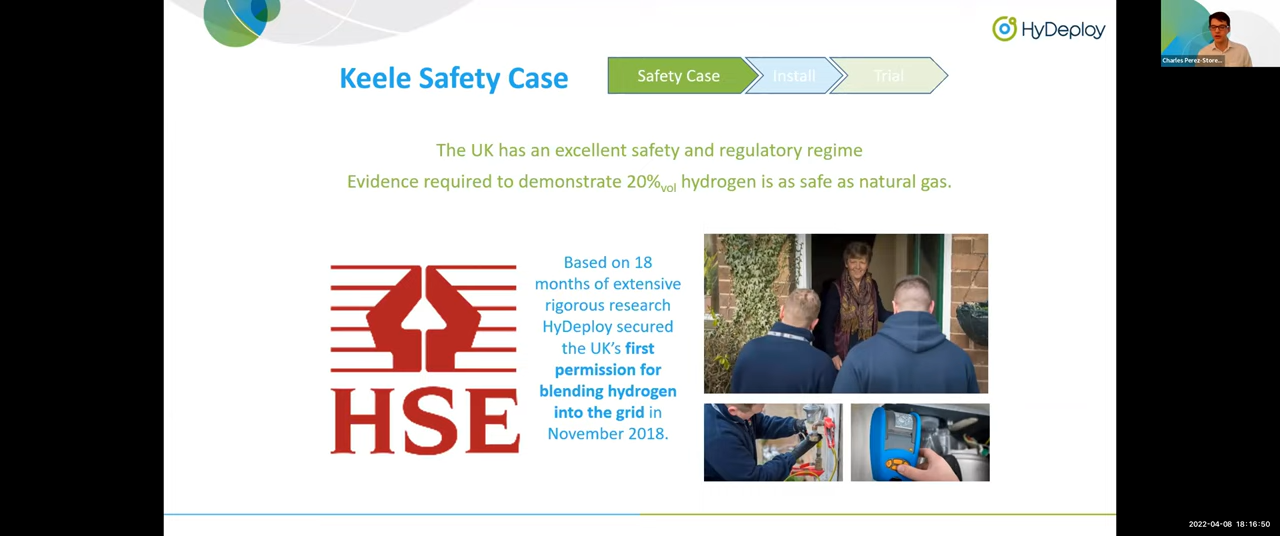 HyDeploy
Keele Safety Case
Safety Case
Install
Trial
The UK has an excellent safety and regulatory regime
Evidence required to demonstrate 20%vol hydrogen is as safe as natural gas.
Based on 18
months of extensive
rigorous research
HyDeploy secured
the UK's first
permission for
blending hydrogen
into the grid in
November 2018.
HSE
Charles Perez-Store...
2022-04-08 18:16:50